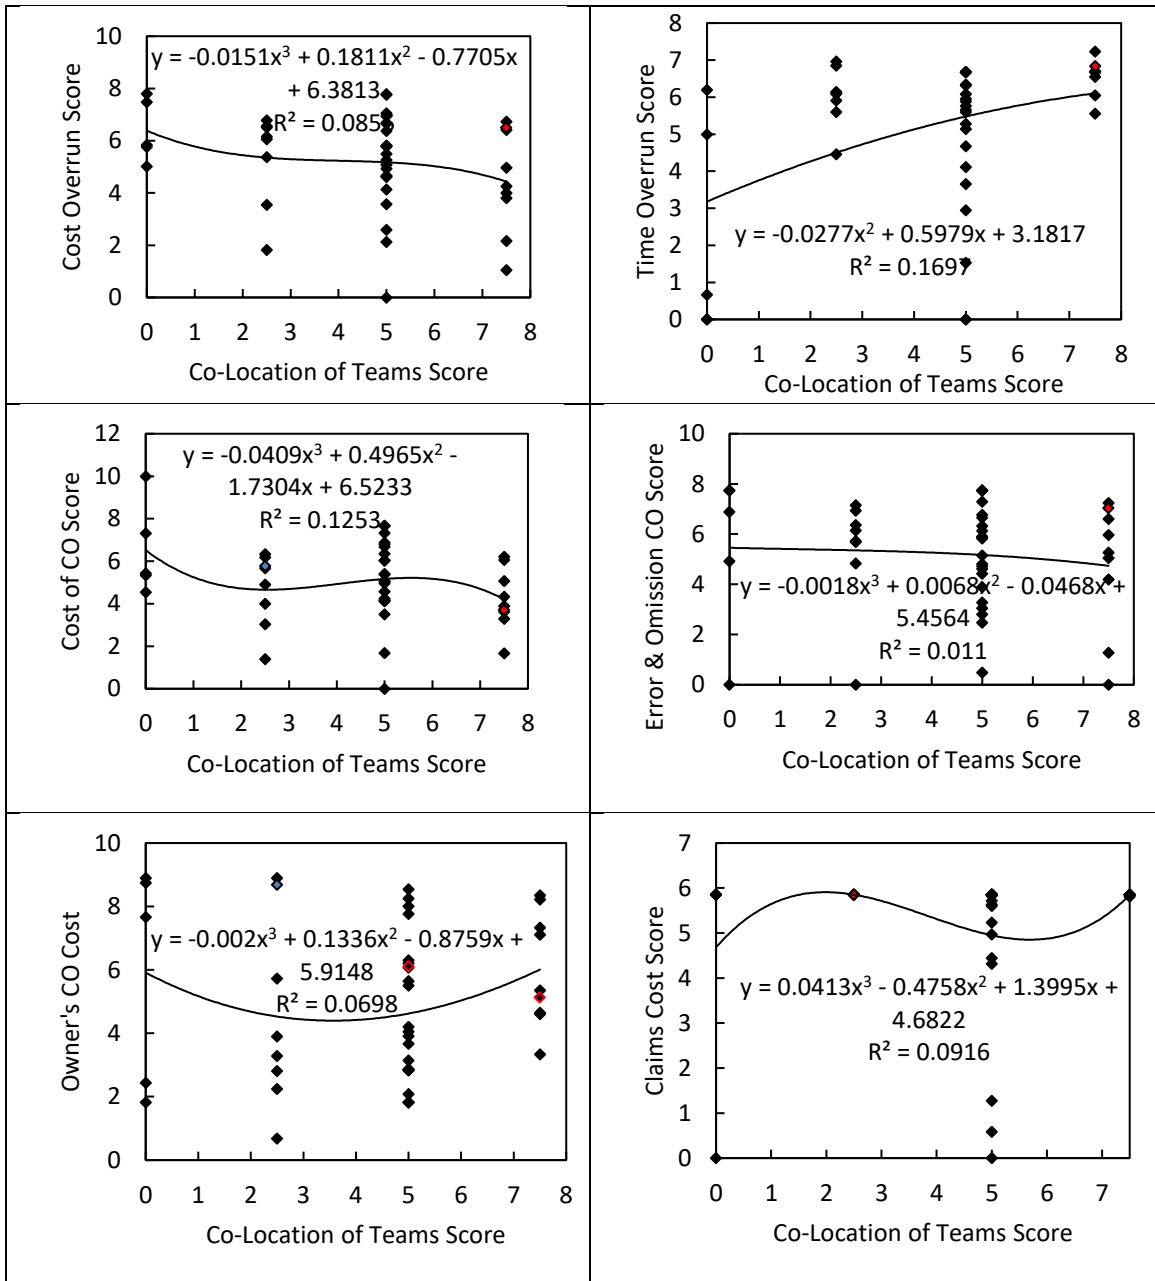 10
8
6
4
2
0
0 1 2 3 4 5 6 7 8
Cost Overrun Score
Co-Location of Teams Score
y = -0.0151x³ + 0.1811x² - 0.7705x
+ 6.3813
R² = 0.085
8
7
6
5
4
3
2
1
0
0 1 2 3 4 5 6 7 8
Time Overrun Score
Co-Location of Teams Score
y = -0.0277x² + 0.5979x + 3.1817
R² = 0.1697
12
10
8
6
4
2
0
0 1 2 3 4 5 6 7 8
Cost of CO Score
Co-Location of Teams Score
y = -0.0409x³ + 0.4965x² -
1.7304x + 6.5233
R² = 0.1253
10
8
6
4
2
0
0 1 2 3 4 5 6 7 8
Error & Omission CO Score
Co-Location of Teams Score
y = -0.0018x³ + 0.0068x² - 0.0468x +
5.4564
R² = 0.011
10
8
6
4
2
0
0 1 2 3 4 5 6 7 8
Owner's CO Cost
Co-Location of Teams Score
y = -0.002x³ + 0.1336x² - 0.8759x +
5.9148
R² = 0.0698
7
6
5
4
3
2
1
0
0 1 2 3 4 5 6 7
Claims Cost Score
Co-Location of Teams Score
y = 0.0413x³ - 0.4758x² + 1.3995x +
4.6822
R² = 0.0916